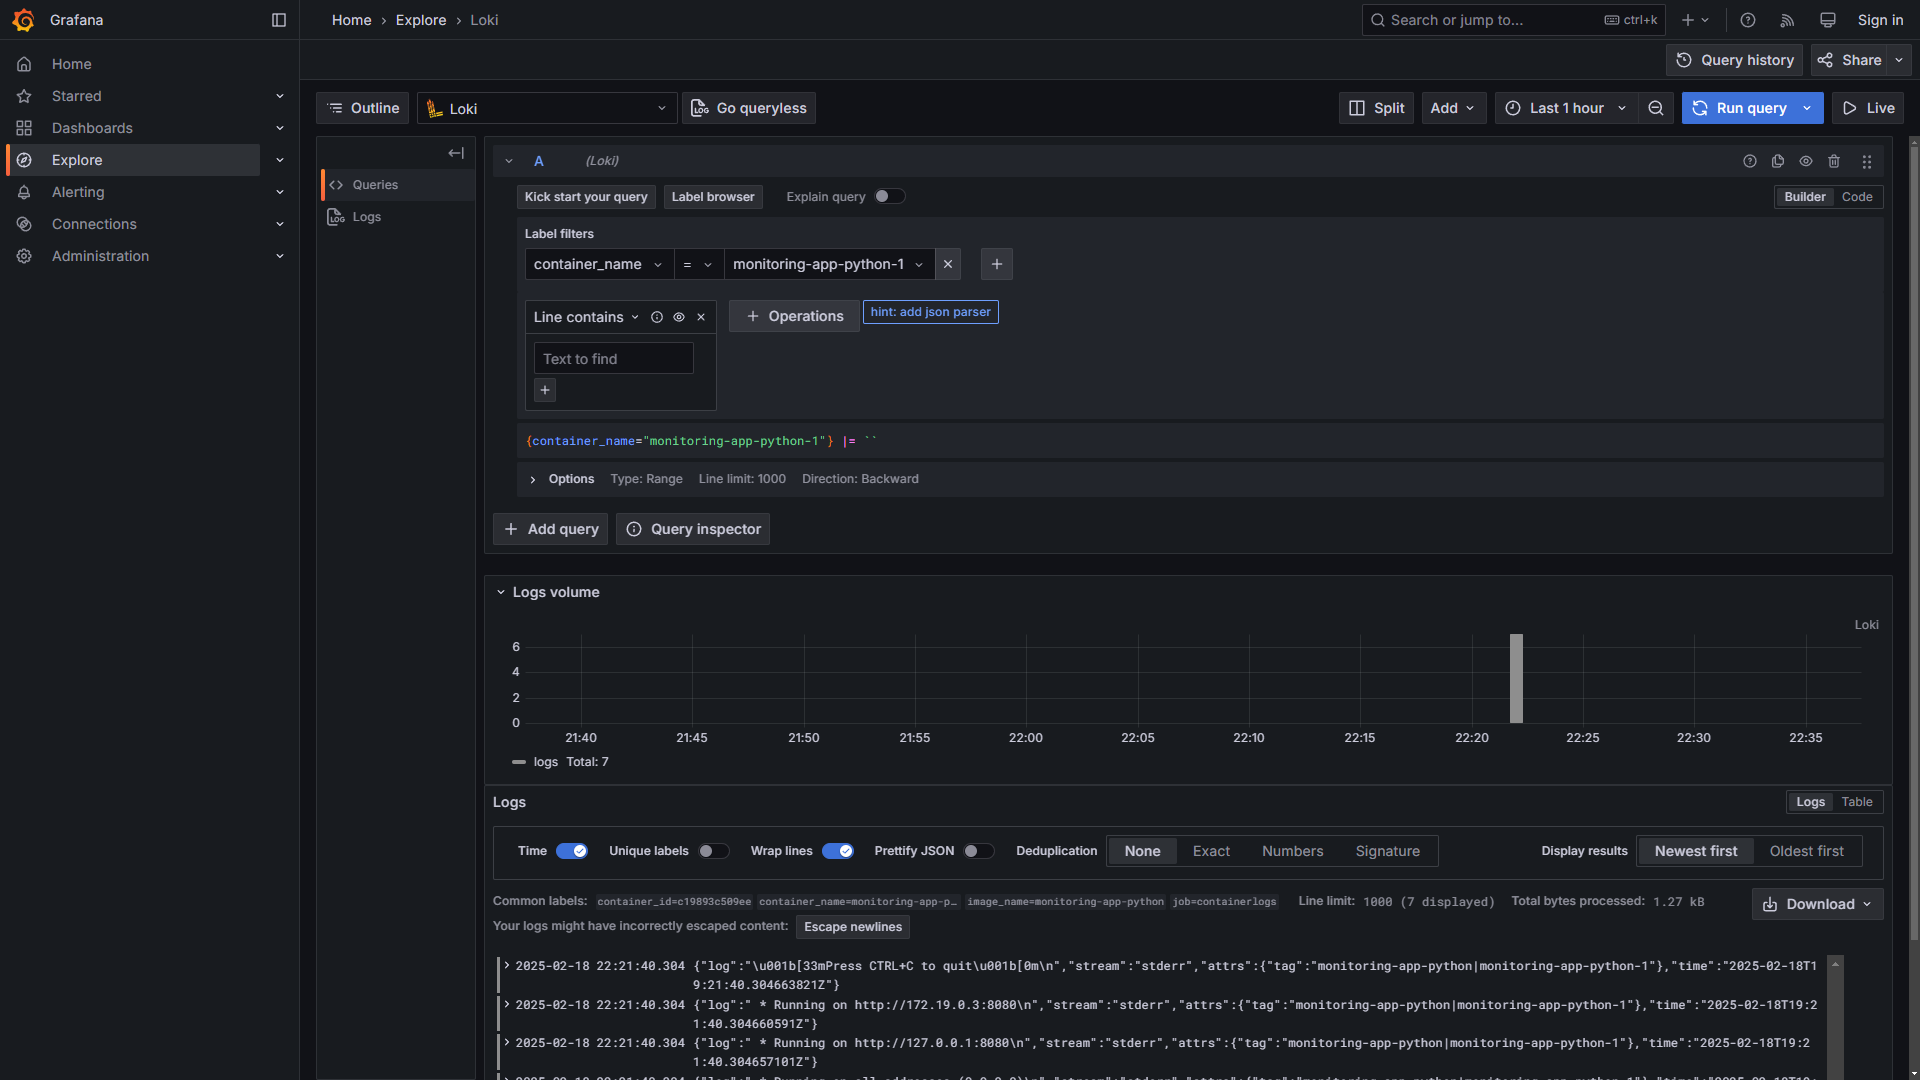 Grafana
Home › Explore › Loki
Search or jump to... ctrl+k
Sign in
Home
Starred
Dashboards
Explore
Alerting
Connections
Administration
Query history
Share
Outline
Loki
Go queryless
Split
Add
Last 1 hour
Run query
Live
Queries
Logs
A (Loki)
Kick start your query
Label browser
Explain query
Builder
Code
Label filters
container_name
=
monitoring-app-python-1
Line contains
Operations
hint: add json parser
Text to find
{container_name="monitoring-app-python-1"} |= ``
Options Type: Range Line limit: 1000 Direction: Backward
Add query
Query inspector
Logs volume
Loki
6
4
2
0
21:40 21:45 21:50 21:55 22:00 22:05 22:10 22:15 22:20 22:25 22:30 22:35
logs Total: 7
Logs
Logs
Table
Time
Unique labels
Wrap lines
Prettify JSON
Deduplication
None
Exact
Numbers
Signature
Display results
Newest first
Oldest first
Common labels: container_id=c19893c509ee container_name=monitoring-app-p… image_name=monitoring-app-python job=containerlogs Line limit: 1000 (7 displayed) Total bytes processed: 1.27 kB
Download
Your logs might have incorrectly escaped content: Escape newlines
2025-02-18 22:21:40.304 {"log":"\u001b[33mPress CTRL+C to quit\u001b[0m\n","stream":"stderr","attrs":{"tag":"monitoring-app-python|monitoring-app-python-1"},"time":"2025-02-18T1
9:21:40.304663821Z"}
2025-02-18 22:21:40.304 {"log":" * Running on http://172.19.0.3:8080\n","stream":"stderr","attrs":{"tag":"monitoring-app-python|monitoring-app-python-1"},"time":"2025-02-18T19:2
1:40.304660591Z"}
2025-02-18 22:21:40.304 {"log":" * Running on http://127.0.0.1:8080\n","stream":"stderr","attrs":{"tag":"monitoring-app-python|monitoring-app-python-1"},"time":"2025-02-18T19:2
1:40.304657101Z"}